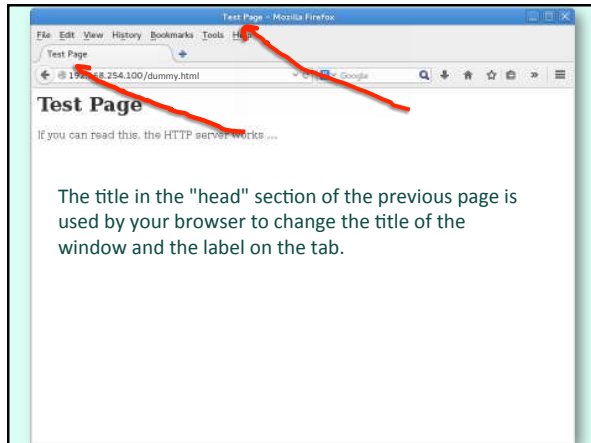 Test Page - Mozilla Firefox
File Edit View History Bookmarks Tools
Test Page
192. 68.254.100/dummy.html Google
Test Page
If you can read this, the HTTP server works ...
The title in the "head" section of the previous page is
used by your browser to change the title of the
window and the label on the tab.